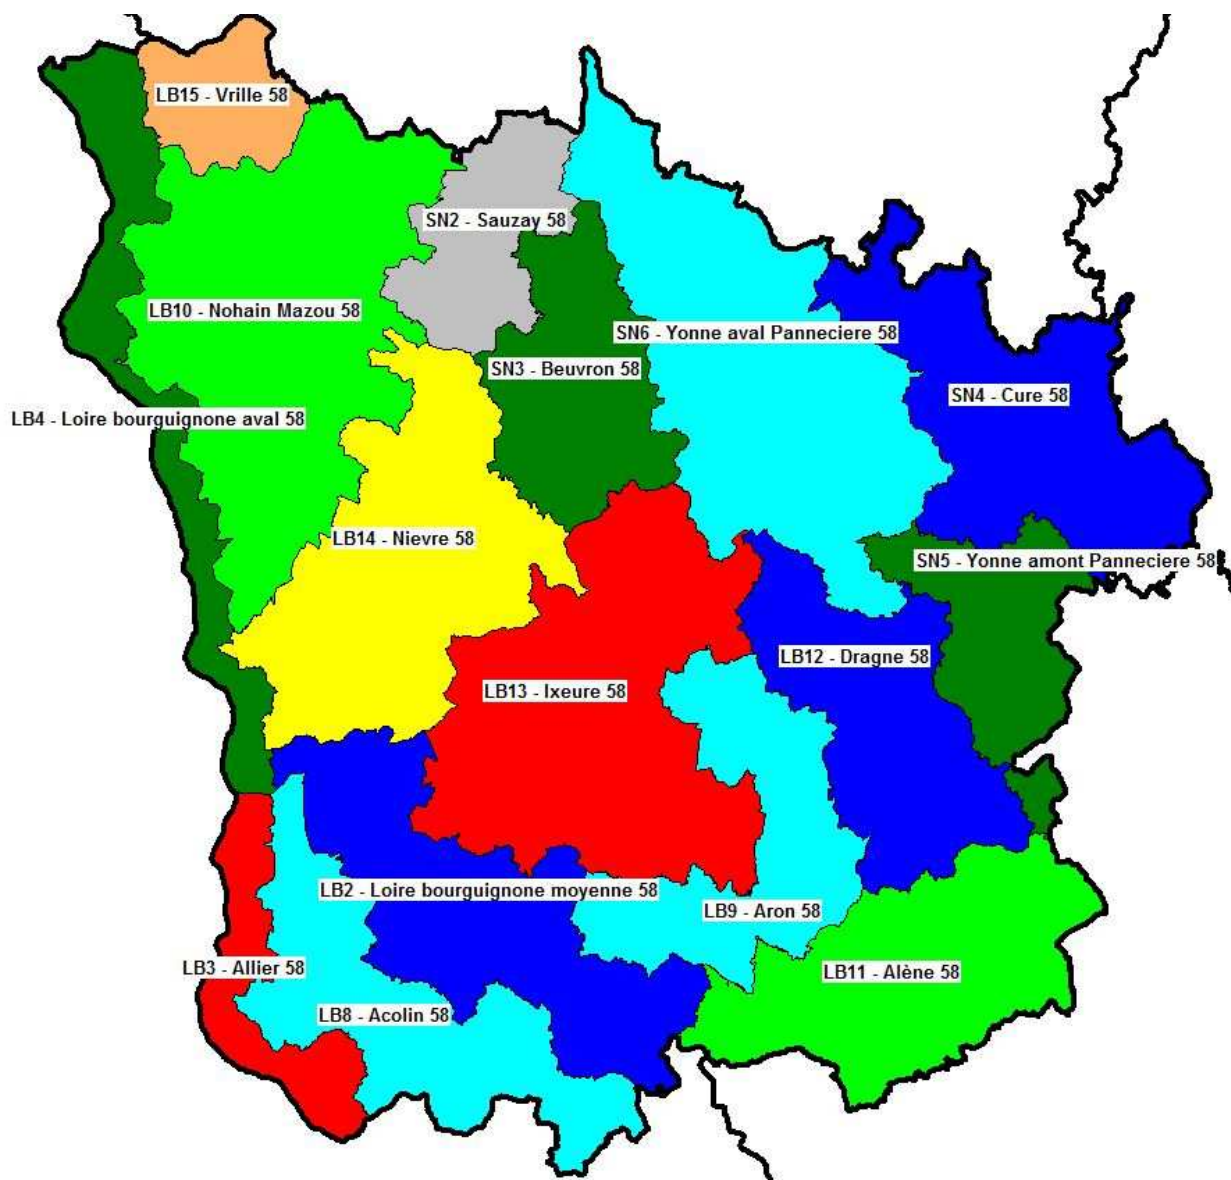 LB15 - Vrille 58
SN2 - Sauzay 58
LB10 - Nohain Mazou 58
SN6 - Yonne aval Panneciere 58
SN3 - Beuvron 58
SN4 - Cure 58
LB4 - Loire bourguignone aval 58
LB14 - Nievre 58
SN5 - Yonne amont Panneciere 58
LB12 - Dragne 58
LB13 - Ixeure 58
LB2 - Loire bourguignone moyenne 58
LB9 - Aron 58
LB3 - Allier 58
LB11 - Alène 58
LB8 - Acolin 58